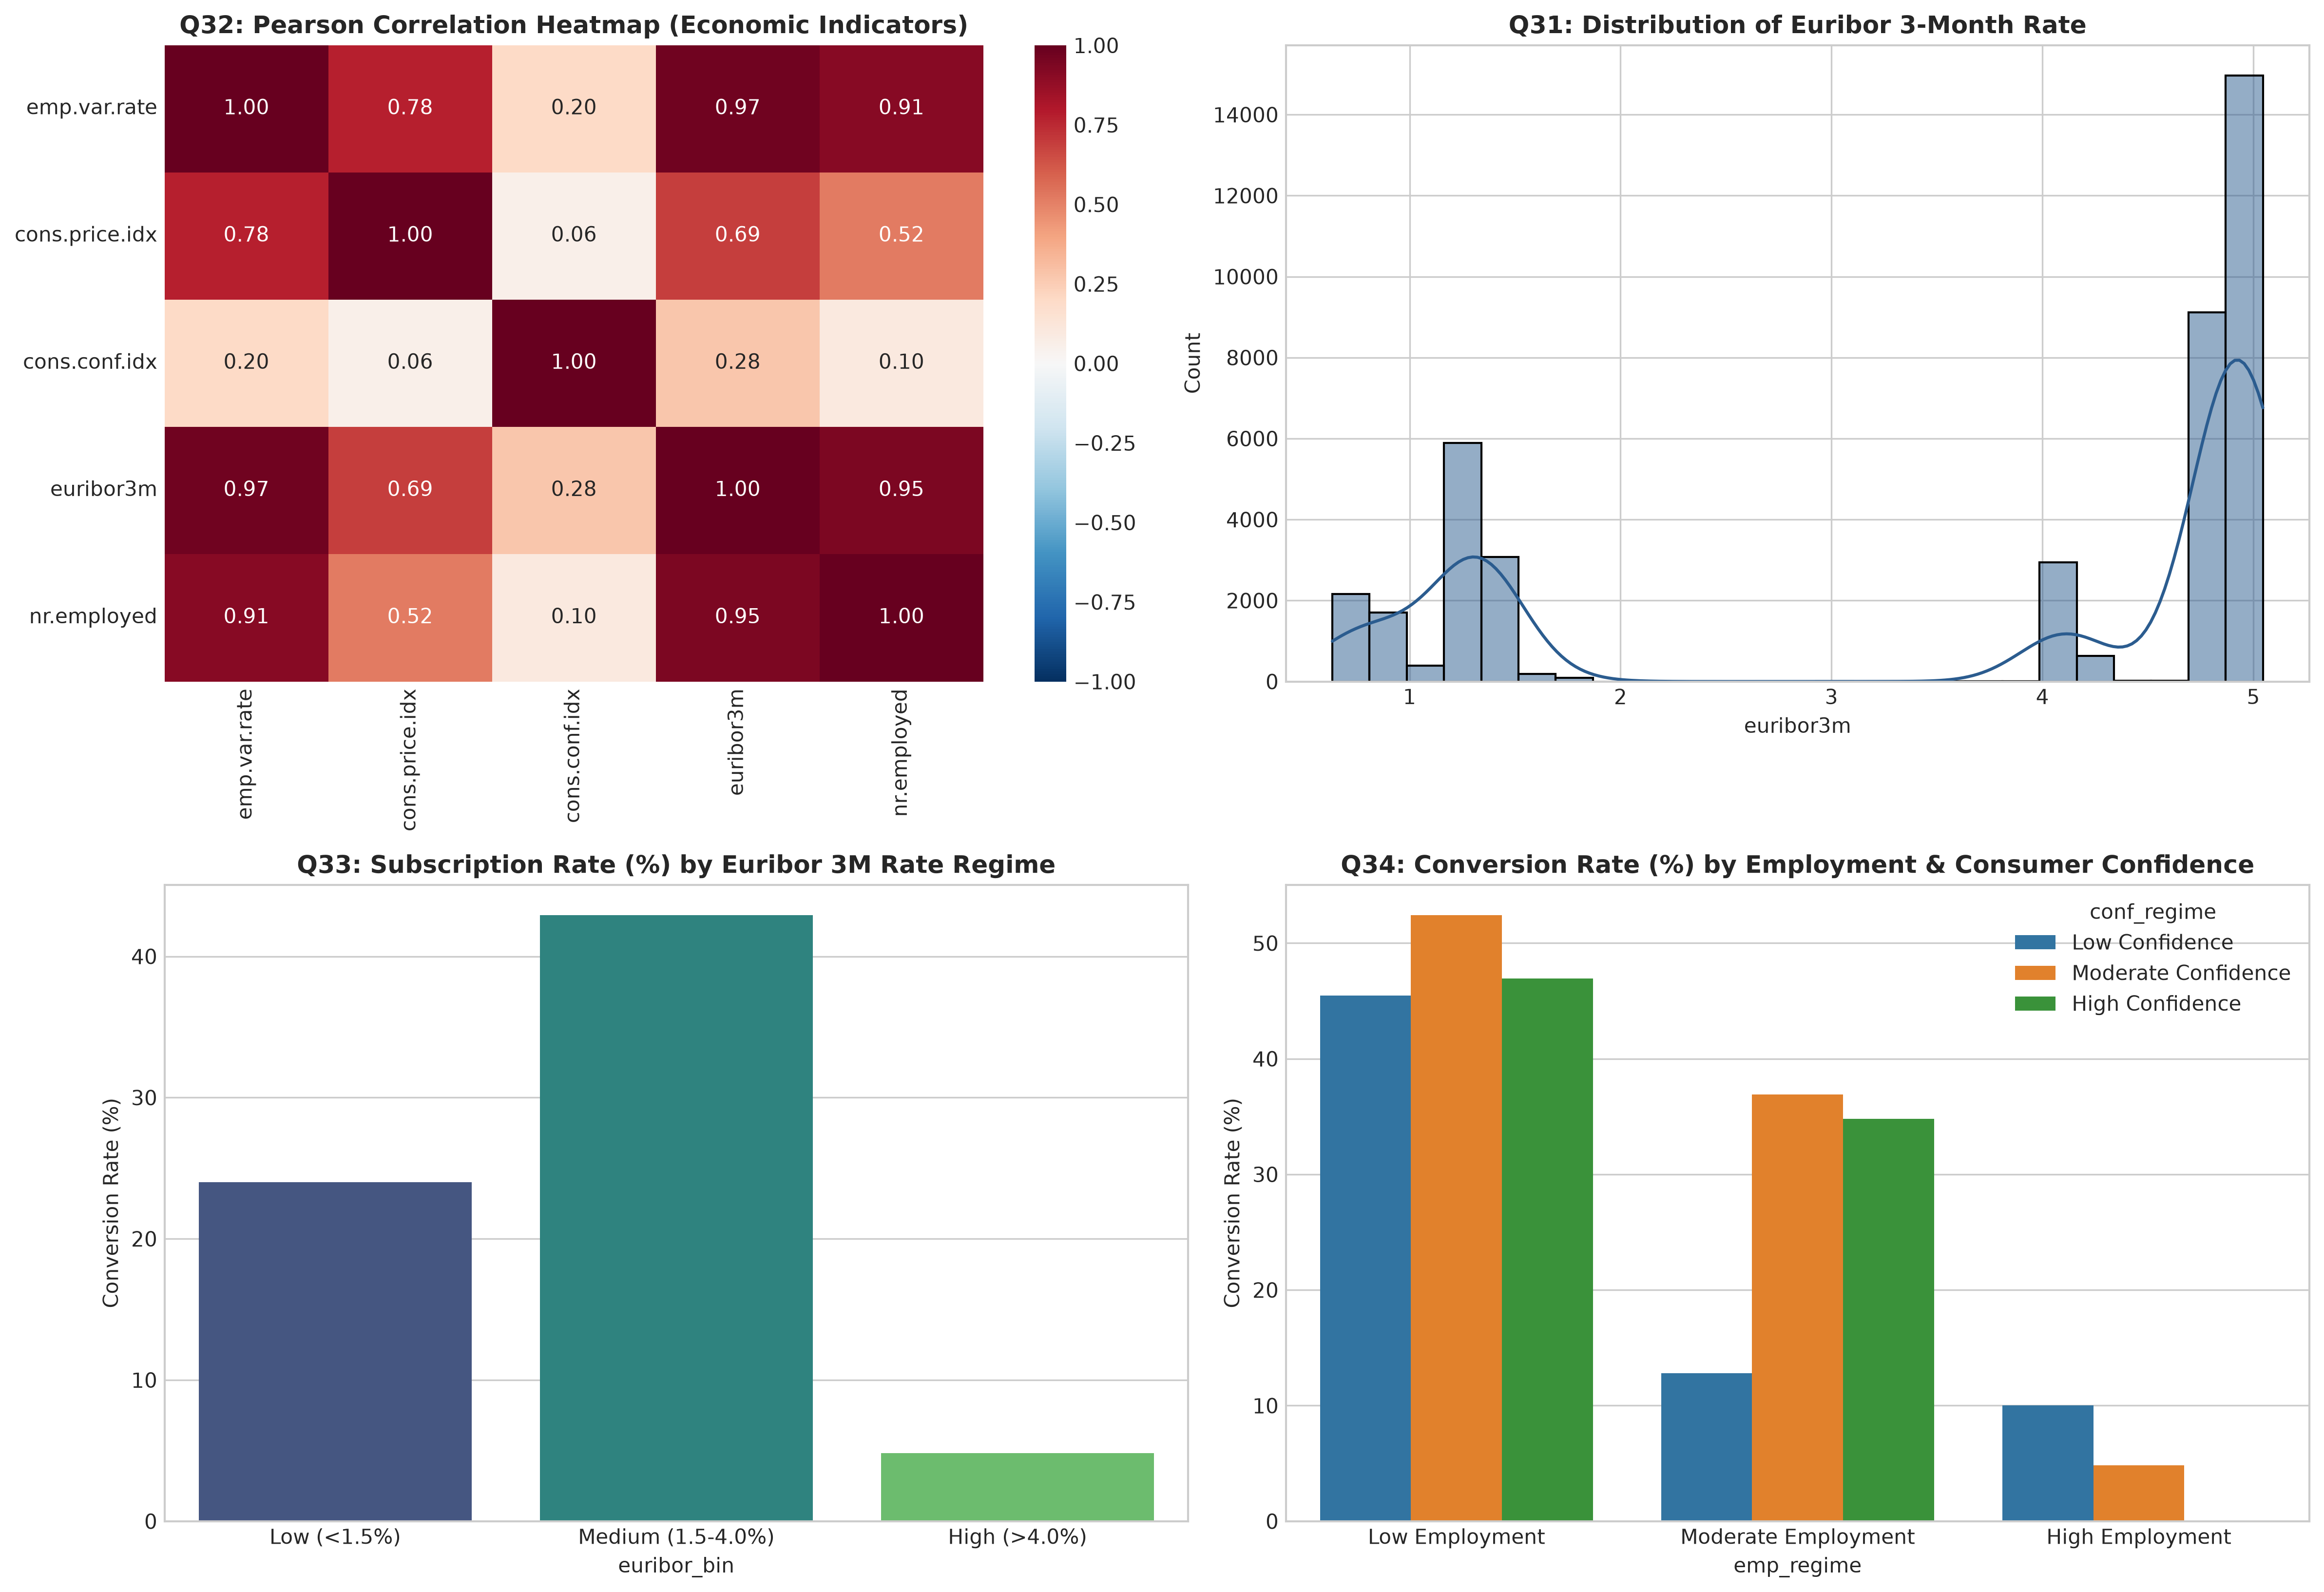 Q32: Pearson Correlation Heatmap (Economic Indicators)
emp.var.rate 1.00 0.78 0.20 0.97 0.91
cons.price.idx 0.78 1.00 0.06 0.69 0.52
cons.conf.idx 0.20 0.06 1.00 0.28 0.10
euribor3m 0.97 0.69 0.28 1.00 0.95
nr.employed 0.91 0.52 0.10 0.95 1.00
emp.var.rate cons.price.idx cons.conf.idx euribor3m nr.employed
1.00
0.75
0.50
0.25
0.00
−0.25
−0.50
−0.75
−1.00
Q31: Distribution of Euribor 3-Month Rate
Count
14000
12000
10000
8000
6000
4000
2000
0
1 2 3 4 5
euribor3m
Q33: Subscription Rate (%) by Euribor 3M Rate Regime
Conversion Rate (%)
40
30
20
10
0
Low (<1.5%) Medium (1.5-4.0%) High (>4.0%)
euribor_bin
Q34: Conversion Rate (%) by Employment & Consumer Confidence
conf_regime
Low Confidence
Moderate Confidence
High Confidence
Conversion Rate (%)
50
40
30
20
10
0
Low Employment Moderate Employment High Employment
emp_regime